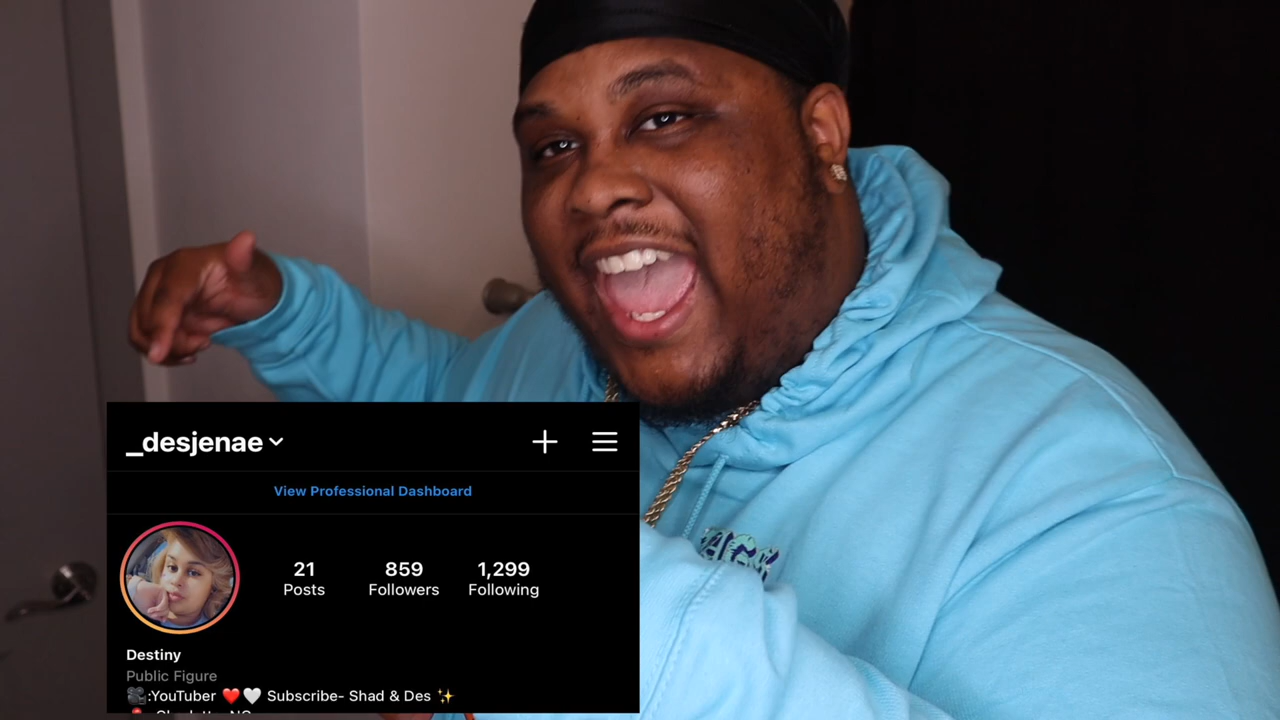 _desjenae
View Professional Dashboard
21 859 1,299
Posts Followers Following
Destiny
Public Figure
🎥:YouTuber ❤️🤍 Subscribe- Shad & Des ✨